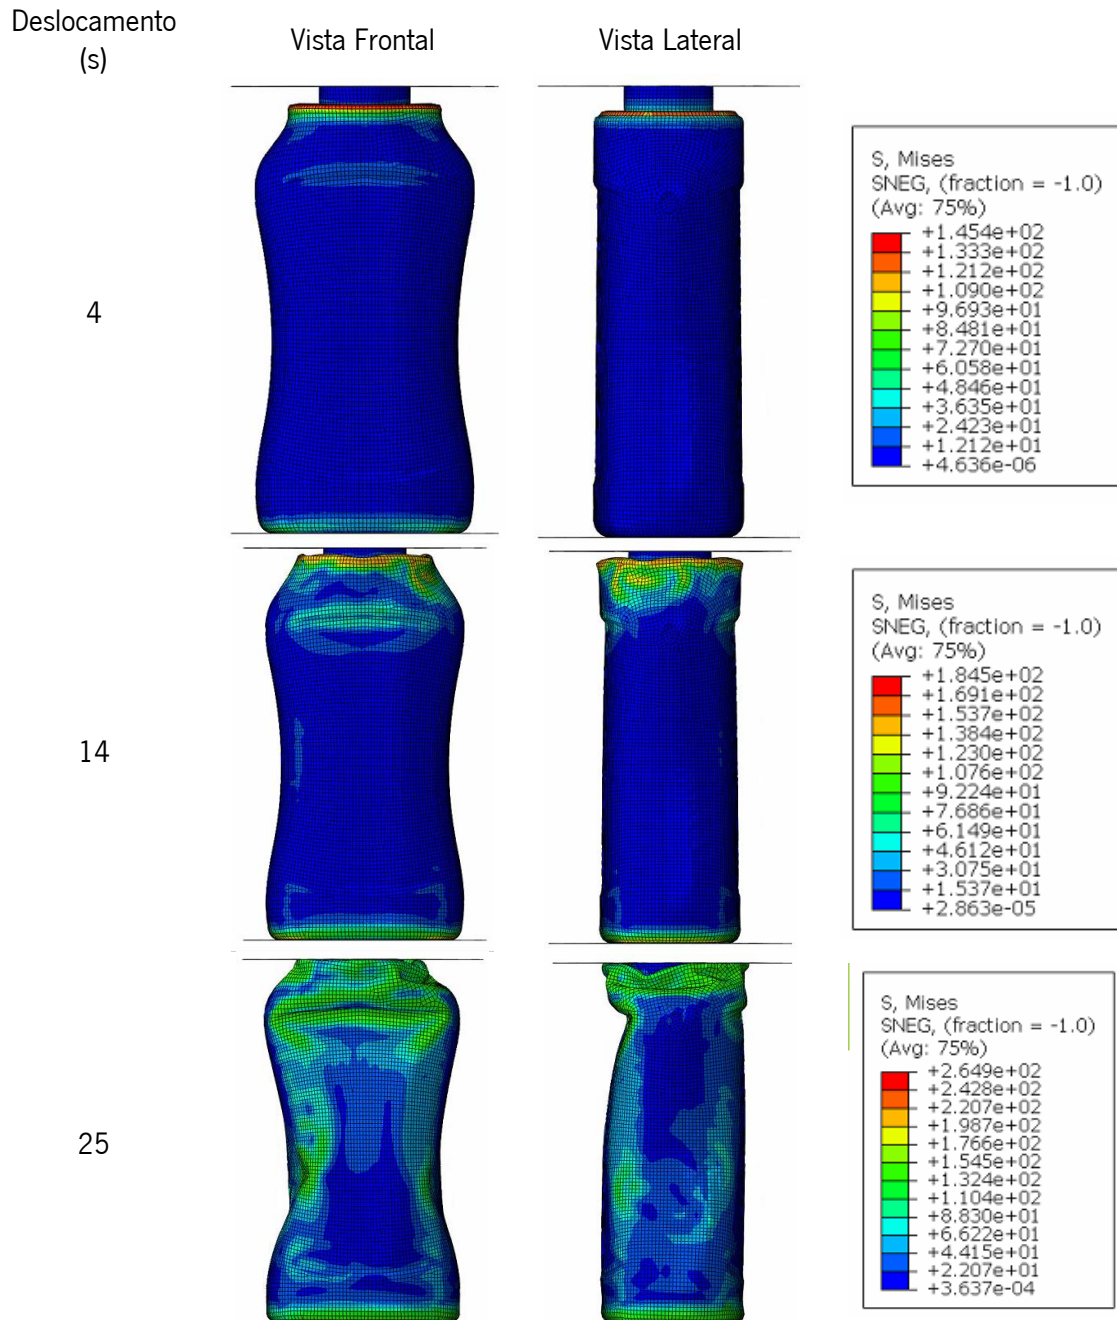 Deslocamento
(s)
Vista Frontal
Vista Lateral
4
S, Mises
SNEG, (fraction = -1.0)
(Avg: 75%)
+1.454e+02
+1.333e+02
+1.212e+02
+1.090e+02
+9.693e+01
+8.481e+01
+7.270e+01
+6.058e+01
+4.846e+01
+3.635e+01
+2.423e+01
+1.212e+01
+4.636e-06
14
S, Mises
SNEG, (fraction = -1.0)
(Avg: 75%)
+1.845e+02
+1.691e+02
+1.537e+02
+1.384e+02
+1.230e+02
+1.076e+02
+9.224e+01
+7.686e+01
+6.149e+01
+4.612e+01
+3.075e+01
+1.537e+01
+2.863e-05
25
S, Mises
SNEG, (fraction = -1.0)
(Avg: 75%)
+2.649e+02
+2.428e+02
+2.207e+02
+1.987e+02
+1.766e+02
+1.545e+02
+1.324e+02
+1.104e+02
+8.830e+01
+6.622e+01
+4.415e+01
+2.207e+01
+3.637e-04